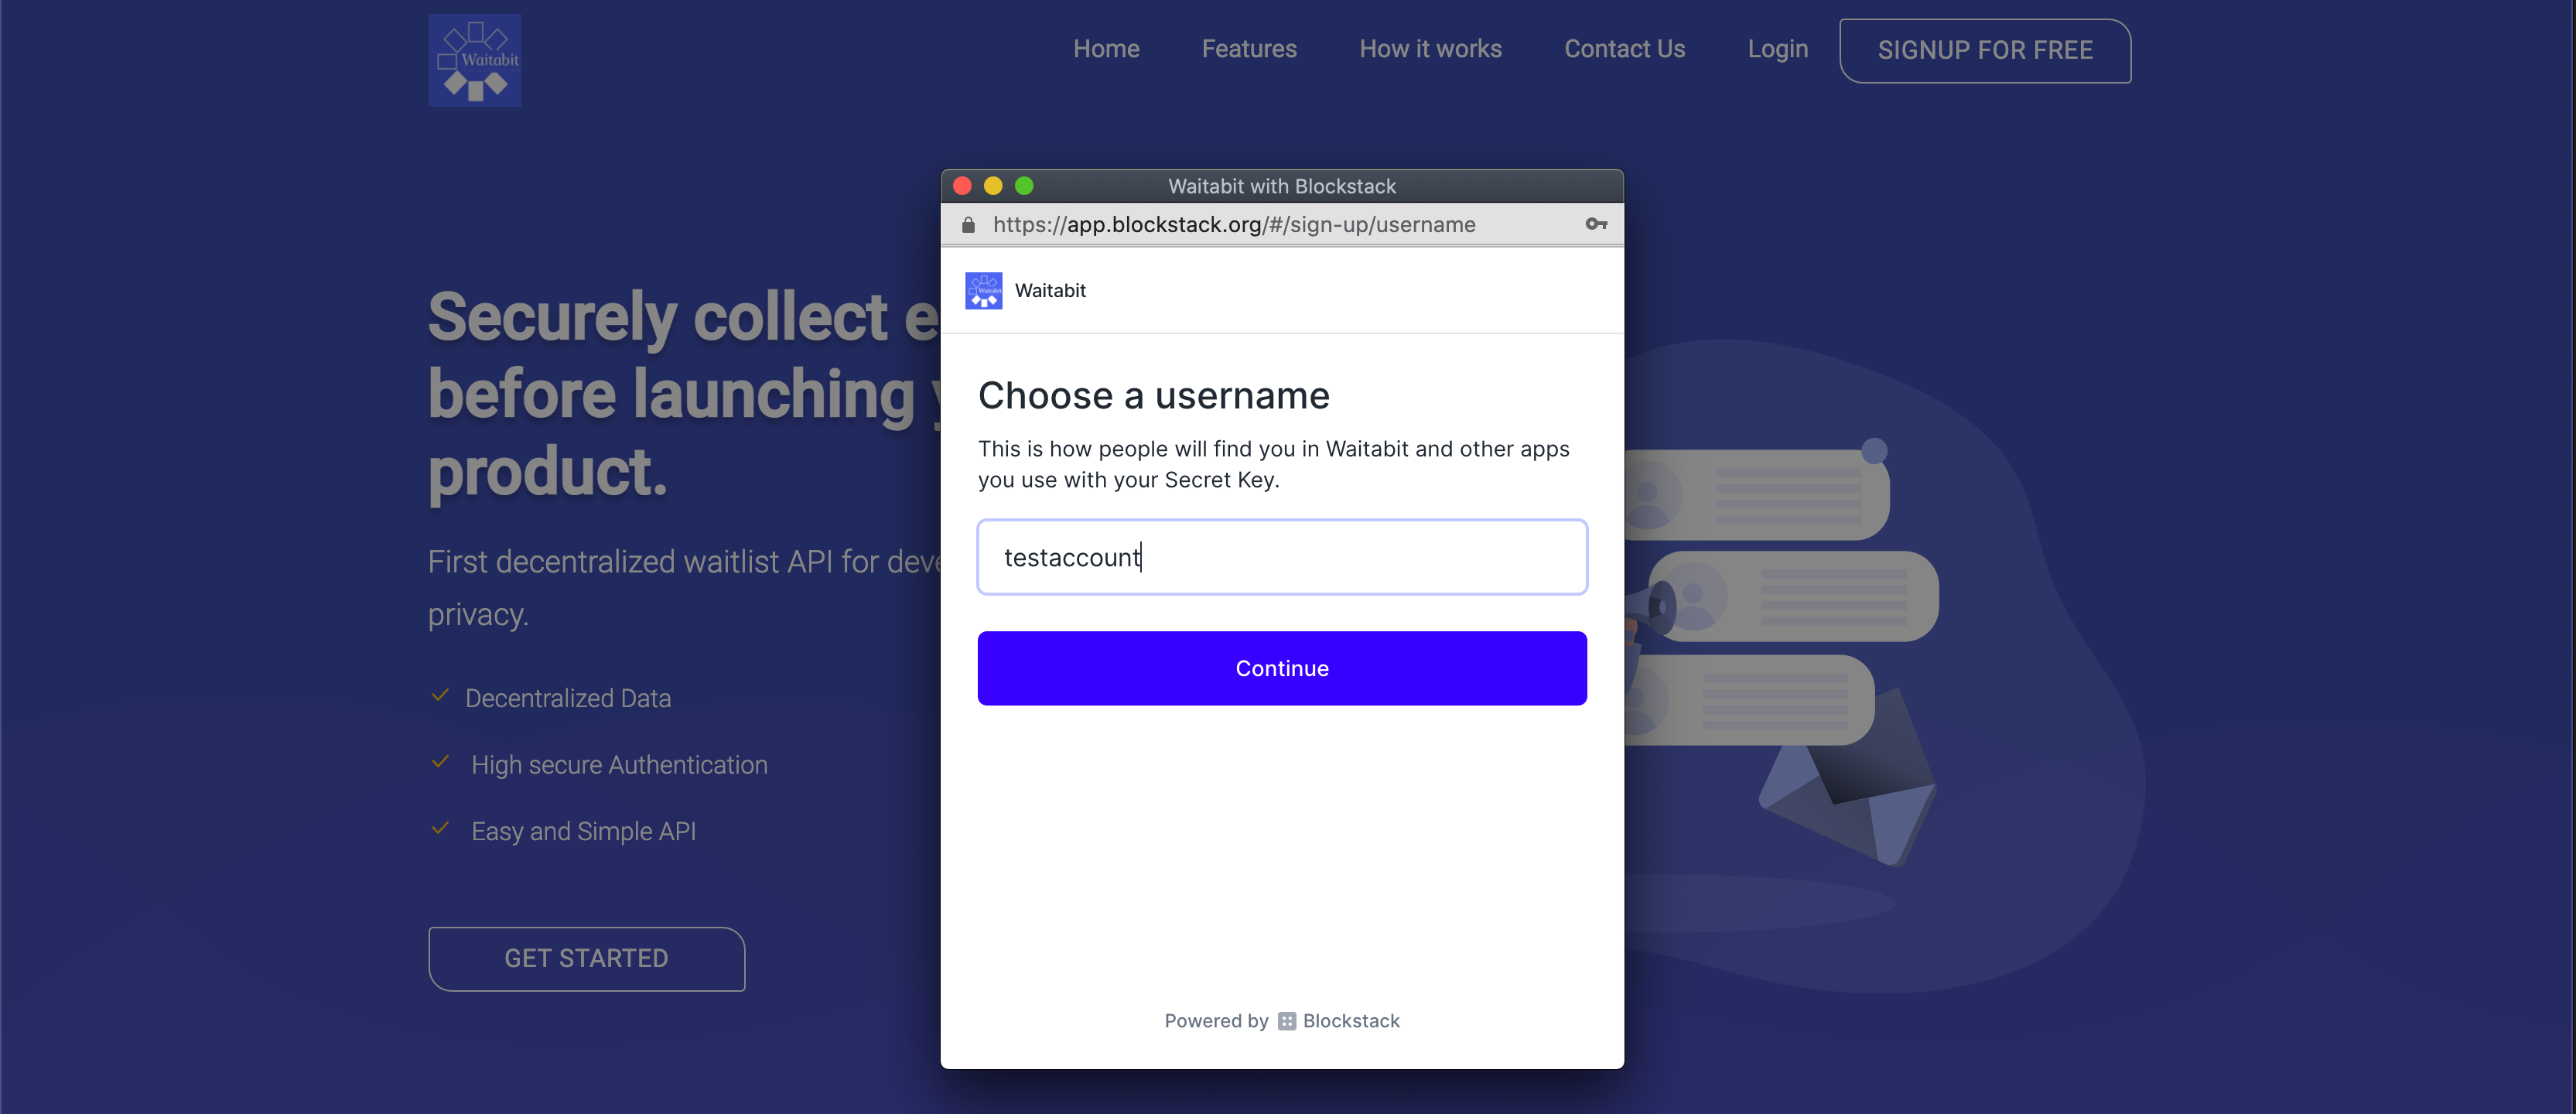 Waitabit
Home
Features
How it works
Contact Us
Login
SIGNUP FOR FREE
Securely collect e
before launching
product.
First decentralized waitlist API for deve
privacy.
Decentralized Data
High secure Authentication
Easy and Simple API
GET STARTED
Waitabit with Blockstack
https://app.blockstack.org/#/sign-up/username
Waitabit
Waitabit
Choose a username
This is how people will find you in Waitabit and other apps
you use with your Secret Key.
testaccount
Continue
Powered by Blockstack